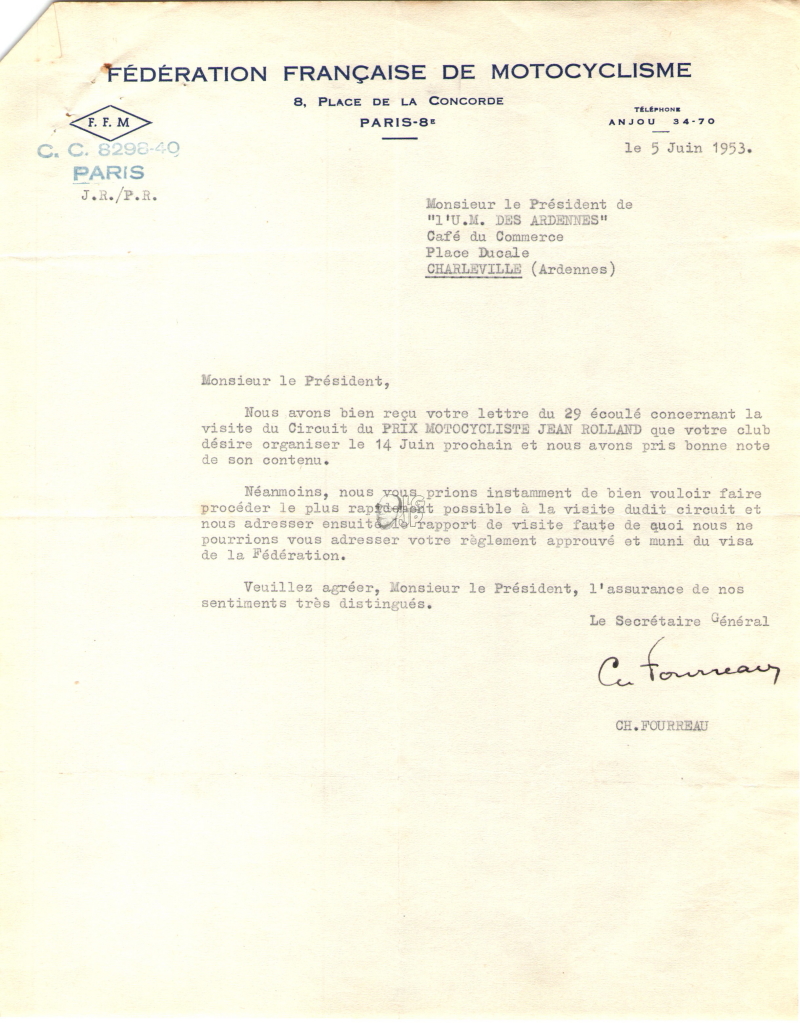 FÉDÉRATION FRANÇAISE DE MOTOCYCLISME
8, PLACE DE LA CONCORDE
PARIS-8E
F. F. M
TÉLÉPHONE
ANJOU 34-70
C. C. 8298-40
PARIS
J.R./P.R.
le 5 Juin 1953.
Monsieur le Président de
"l'U.M. DES ARDENNES"
Café du Commerce
Place Ducale
CHARLEVILLE (Ardennes)
Monsieur le Président,
Nous avons bien reçu votre lettre du 29 écoulé concernant la
visite du Circuit du PRIX MOTOCYCLISTE JEAN ROLLAND que votre club
désire organiser le 14 Juin prochain et nous avons pris bonne note
de son contenu.
Néanmoins, nous vous prions instamment de bien vouloir faire
procéder le plus rapidement possible à la visite dudit circuit et
nous adresser ensuite le rapport de visite faute de quoi nous ne
pourrions vous adresser votre règlement approuvé et muni du visa
de la Fédération.
Veuillez agréer, Monsieur le Président, l'assurance de nos
sentiments très distingués.
Le Secrétaire Général
Ch Fourreau
CH.FOURREAU